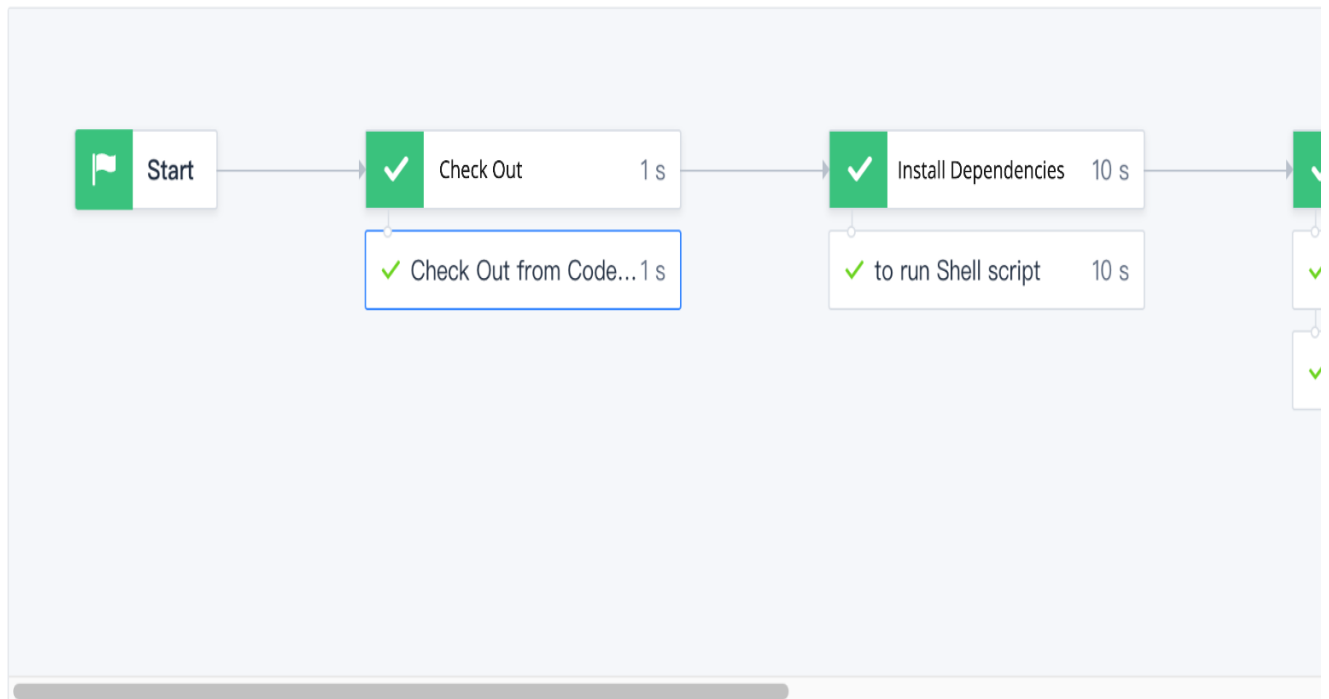 Start
Check Out 1 s
Install Dependencies 10 s
Check Out from Code... 1 s
to run Shell script 10 s